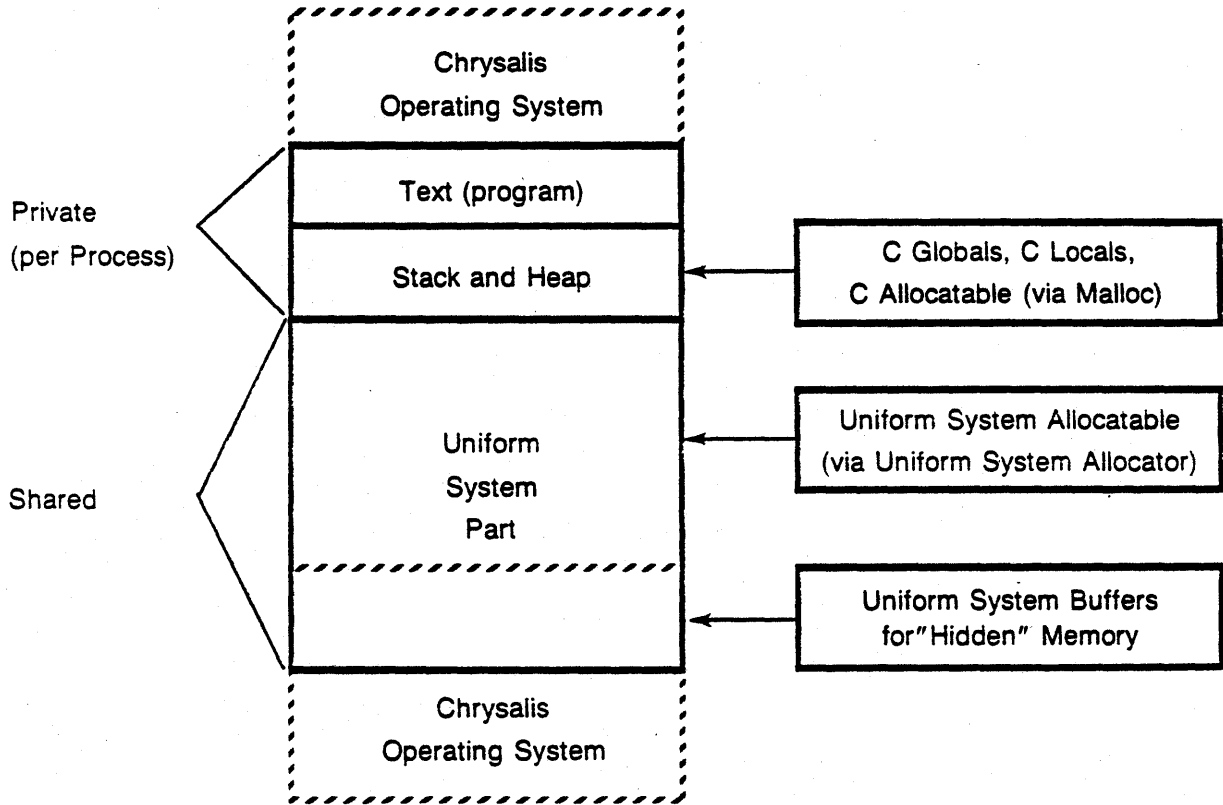 Chrysalis
Operating System
Text (program)
Private
(per Process)
Stack and Heap
C Globals, C Locals,
C Allocatable (via Malloc)
Uniform System Allocatable
(via Uniform System Allocator)
Uniform
System
Part
Shared
Uniform System Buffers
for"Hidden" Memory
Chrysalis
Operating System